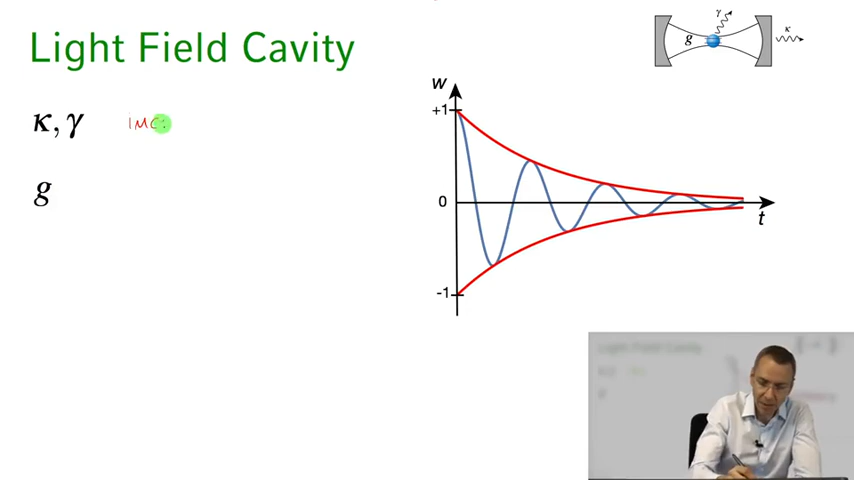 Light Field Cavity
κ, γ
g
γ
g
κ
w
+1
0
-1
t